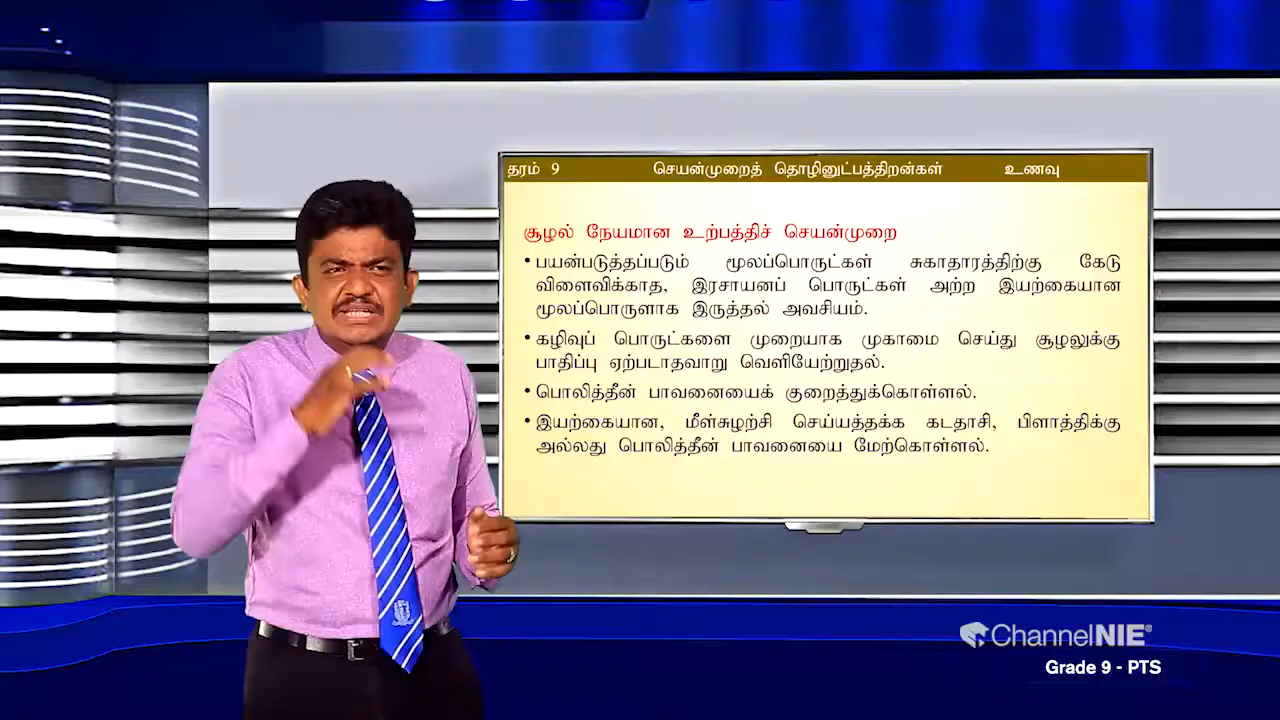 தரம் 9 செயன்முறைத் தொழினுட்பத்திறன்கள் உணவு
சூழல் நேயமான உற்பத்திச் செயன்முறை
• பயன்படுத்தப்படும் மூலப்பொருட்கள் சுகாதாரத்திற்கு கேடு
விளைவிக்காத, இரசாயனப் பொருட்கள் அற்ற இயற்கையான
மூலப்பொருளாக இருத்தல் அவசியம்.
• கழிவுப் பொருட்களை முறையாக முகாமை செய்து சூழலுக்கு
பாதிப்பு ஏற்படாதவாறு வெளியேற்றுதல்.
• பொலித்தீன் பாவனையைக் குறைத்துக்கொள்ளல்.
• இயற்கையான, மீள்சுழற்சி செய்யத்தக்க கடதாசி, பிளாத்திக்கு
அல்லது பொலித்தீன் பாவனையை மேற்கொள்ளல்.
ChannelNIE®
Grade 9 - PTS